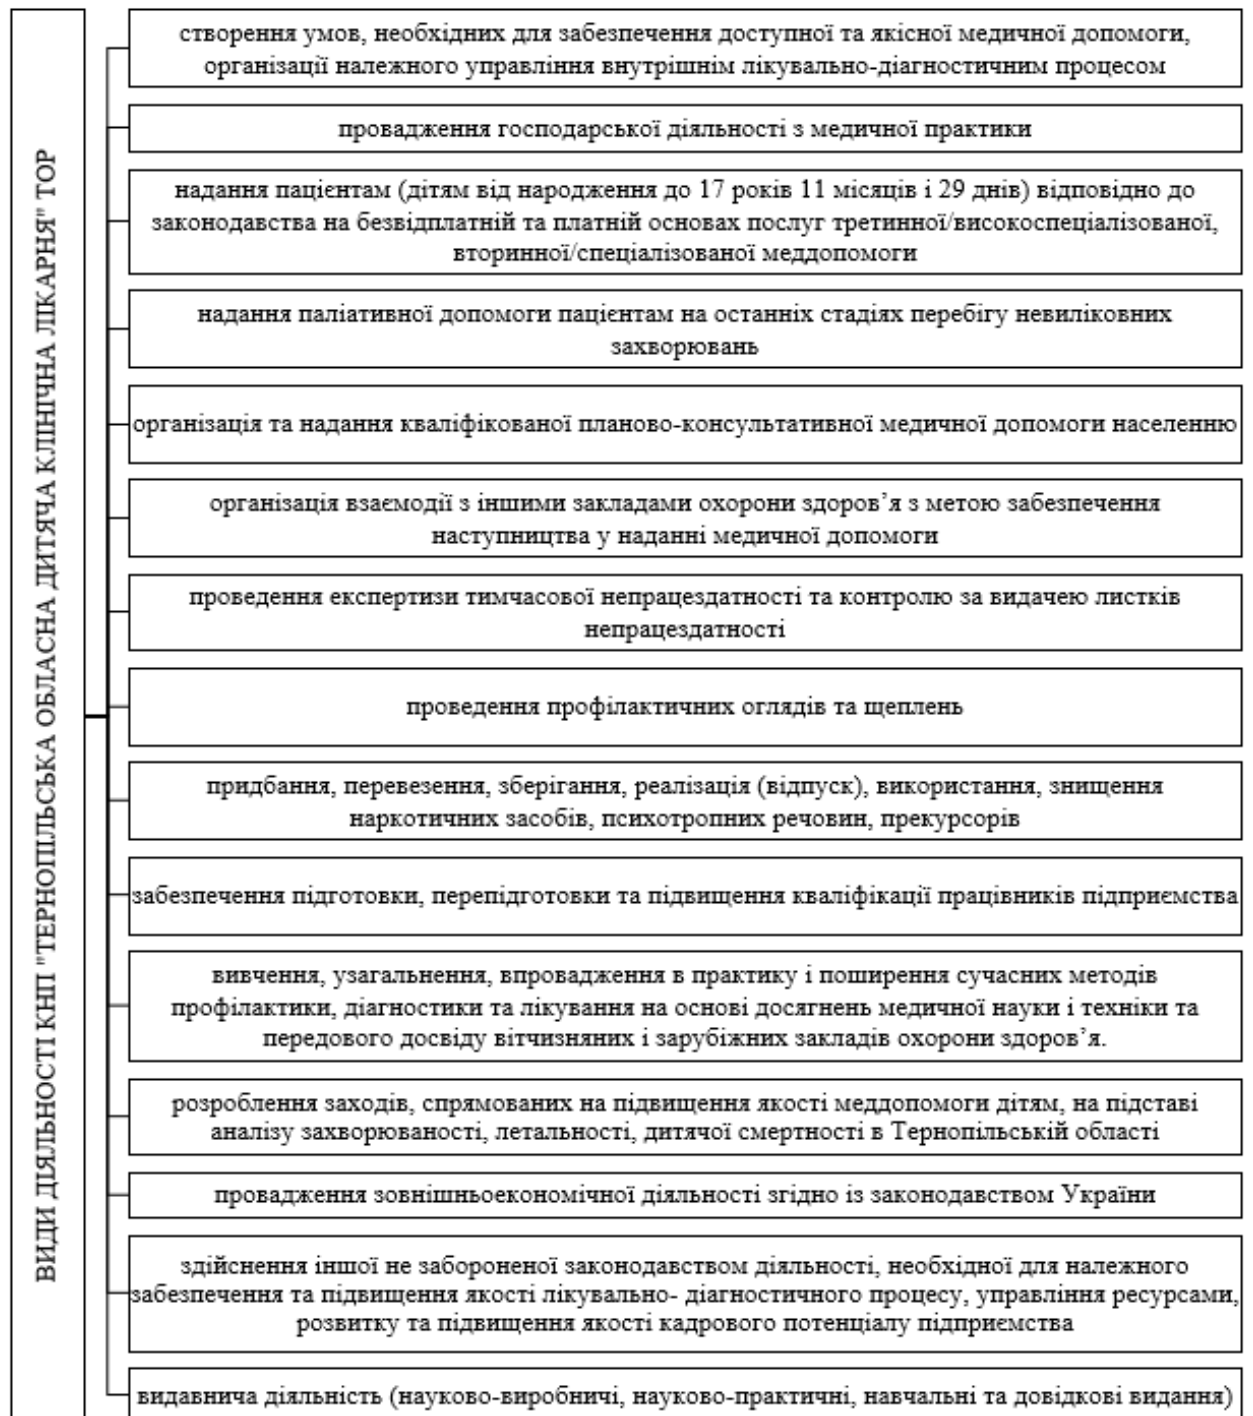 ВИДИ ДІЯЛЬНОСТІ КНП "ТЕРНОПІЛЬСЬКА ОБЛАСНА ДИТЯЧА КЛІНІЧНА ЛІКАРНЯ" ТОР
створення умов, необхідних для забезпечення доступної та якісної медичної допомоги,
організації належного управління внутрішнім лікувально-діагностичним процесом
провадження господарської діяльності з медичної практики
надання пацієнтам (дітям від народження до 17 років 11 місяців і 29 днів) відповідно до
законодавства на безвідплатній та платній основах послуг третинної/високоспеціалізованої,
вторинної/спеціалізованої меддопомоги
надання паліативної допомоги пацієнтам на останніх стадіях перебігу невиліковних
захворювань
організація та надання кваліфікованої планово-консультативної медичної допомоги населенню
організація взаємодії з іншими закладами охорони здоров’я з метою забезпечення
наступництва у наданні медичної допомоги
проведення експертизи тимчасової непрацездатності та контролю за видачею листків
непрацездатності
проведення профілактичних оглядів та щеплень
придбання, перевезення, зберігання, реалізація (відпуск), використання, знищення
наркотичних засобів, психотропних речовин, прекурсорів
забезпечення підготовки, перепідготовки та підвищення кваліфікації працівників підприємства
вивчення, узагальнення, впровадження в практику і поширення сучасних методів
профілактики, діагностики та лікування на основі досягнень медичної науки і техніки та
передового досвіду вітчизняних і зарубіжних закладів охорони здоров’я.
розроблення заходів, спрямованих на підвищення якості меддопомоги дітям, на підставі
аналізу захворюваності, летальності, дитячої смертності в Тернопільській області
провадження зовнішньоекономічної діяльності згідно із законодавством України
здійснення іншої не забороненої законодавством діяльності, необхідної для належного
забезпечення та підвищення якості лікувально- діагностичного процесу, управління ресурсами,
розвитку та підвищення якості кадрового потенціалу підприємства
видавнича діяльність (науково-виробничі, науково-практичні, навчальні та довідкові видання)